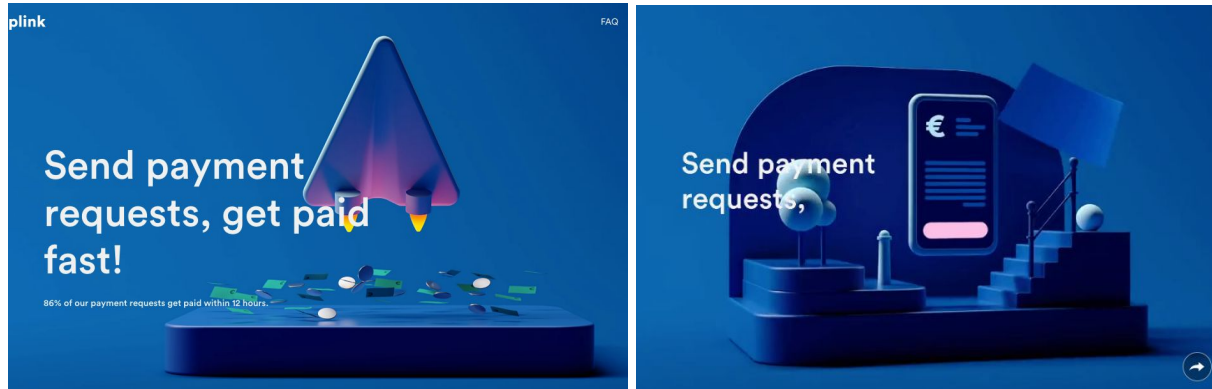 plink
FAQ
Send payment
requests, get paid
fast!
86% of our payment requests get paid within 12 hours.
Send payment
requests,
€